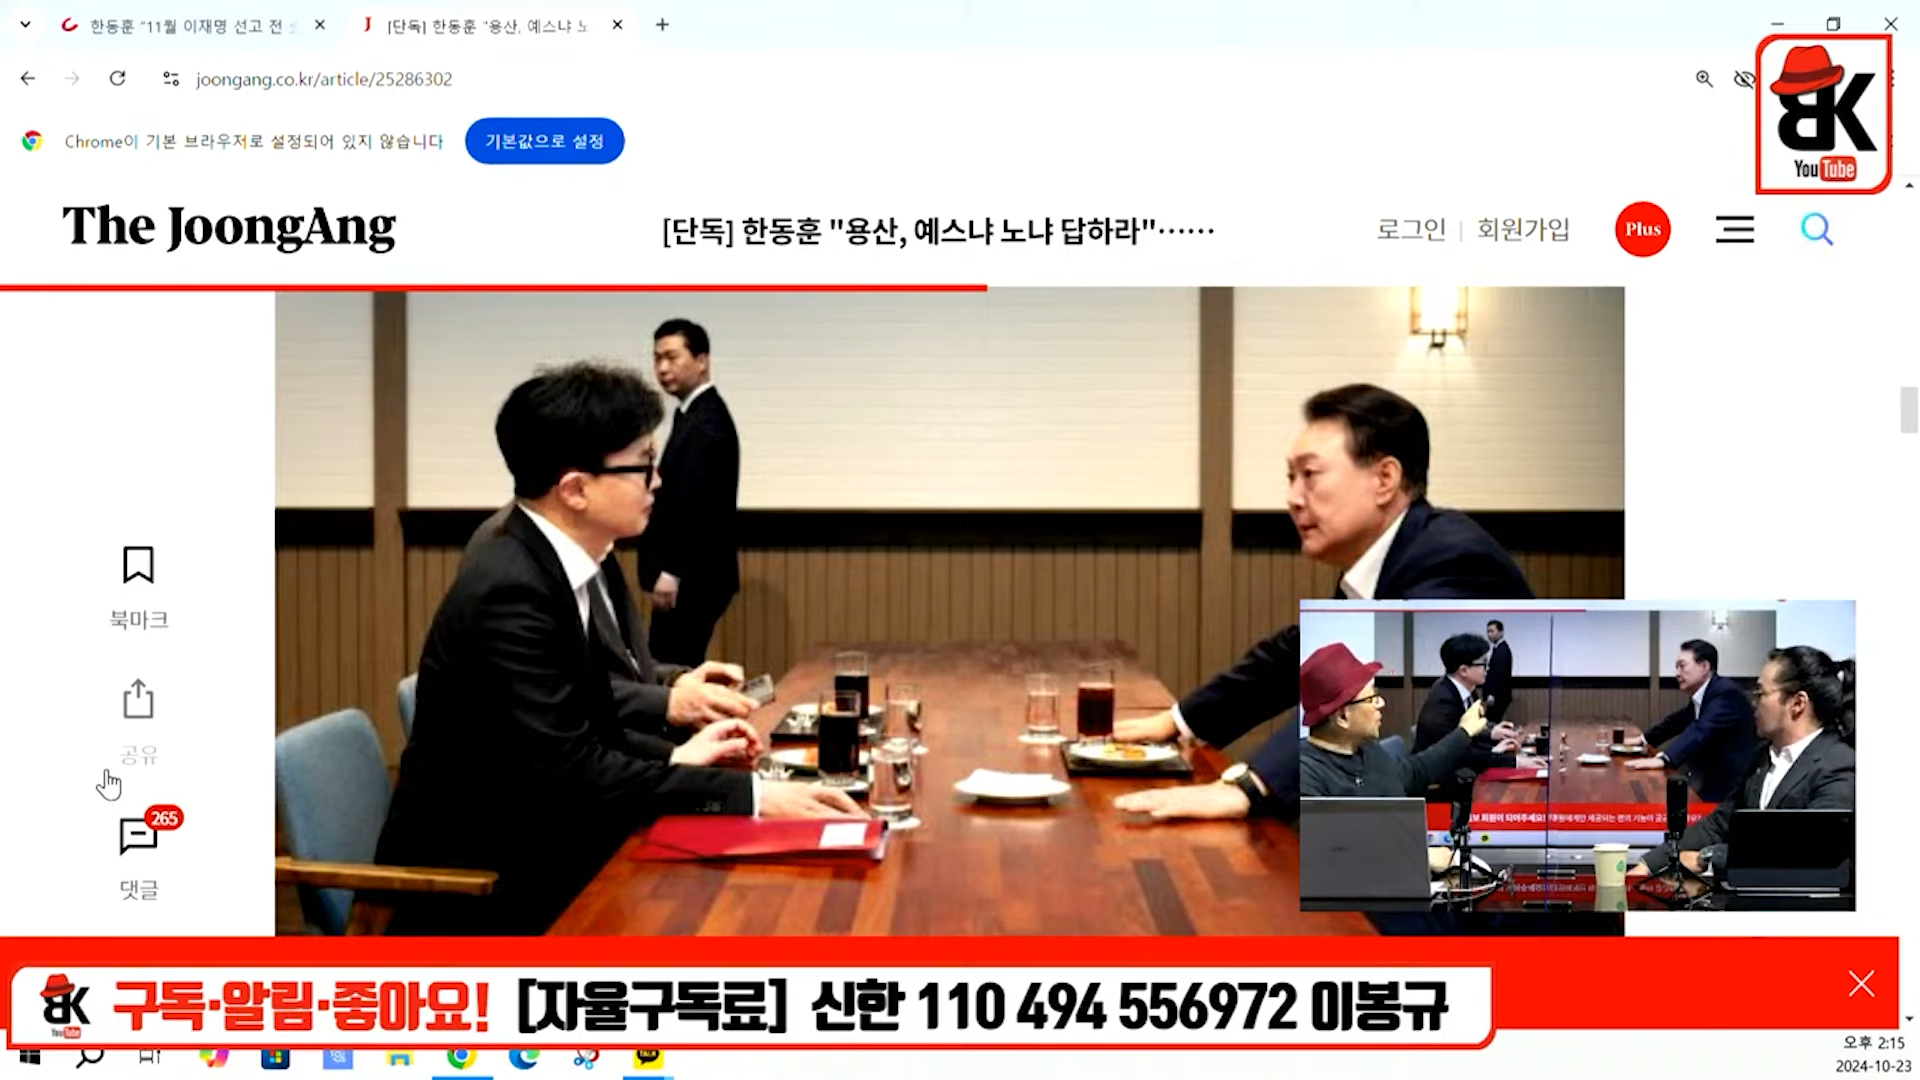 한동훈 "11월 이재명 선고 전
[단독] 한동훈 "용산, 예스냐 노
joongang.co.kr/article/25286302
Chrome이 기본 브라우저로 설정되어 있지 않습니다
기본값으로 설정
BK
YouTube
The JoongAng
[단독] 한동훈 "용산, 예스냐 노냐 답하라"……
로그인 | 회원가입
Plus
북마크
공유
265
댓글
BK
YouTube
구독·알림·좋아요! [자율구독료] 신한 110 494 556972 이봉규
TALK
오후 2:15
2024-10-23